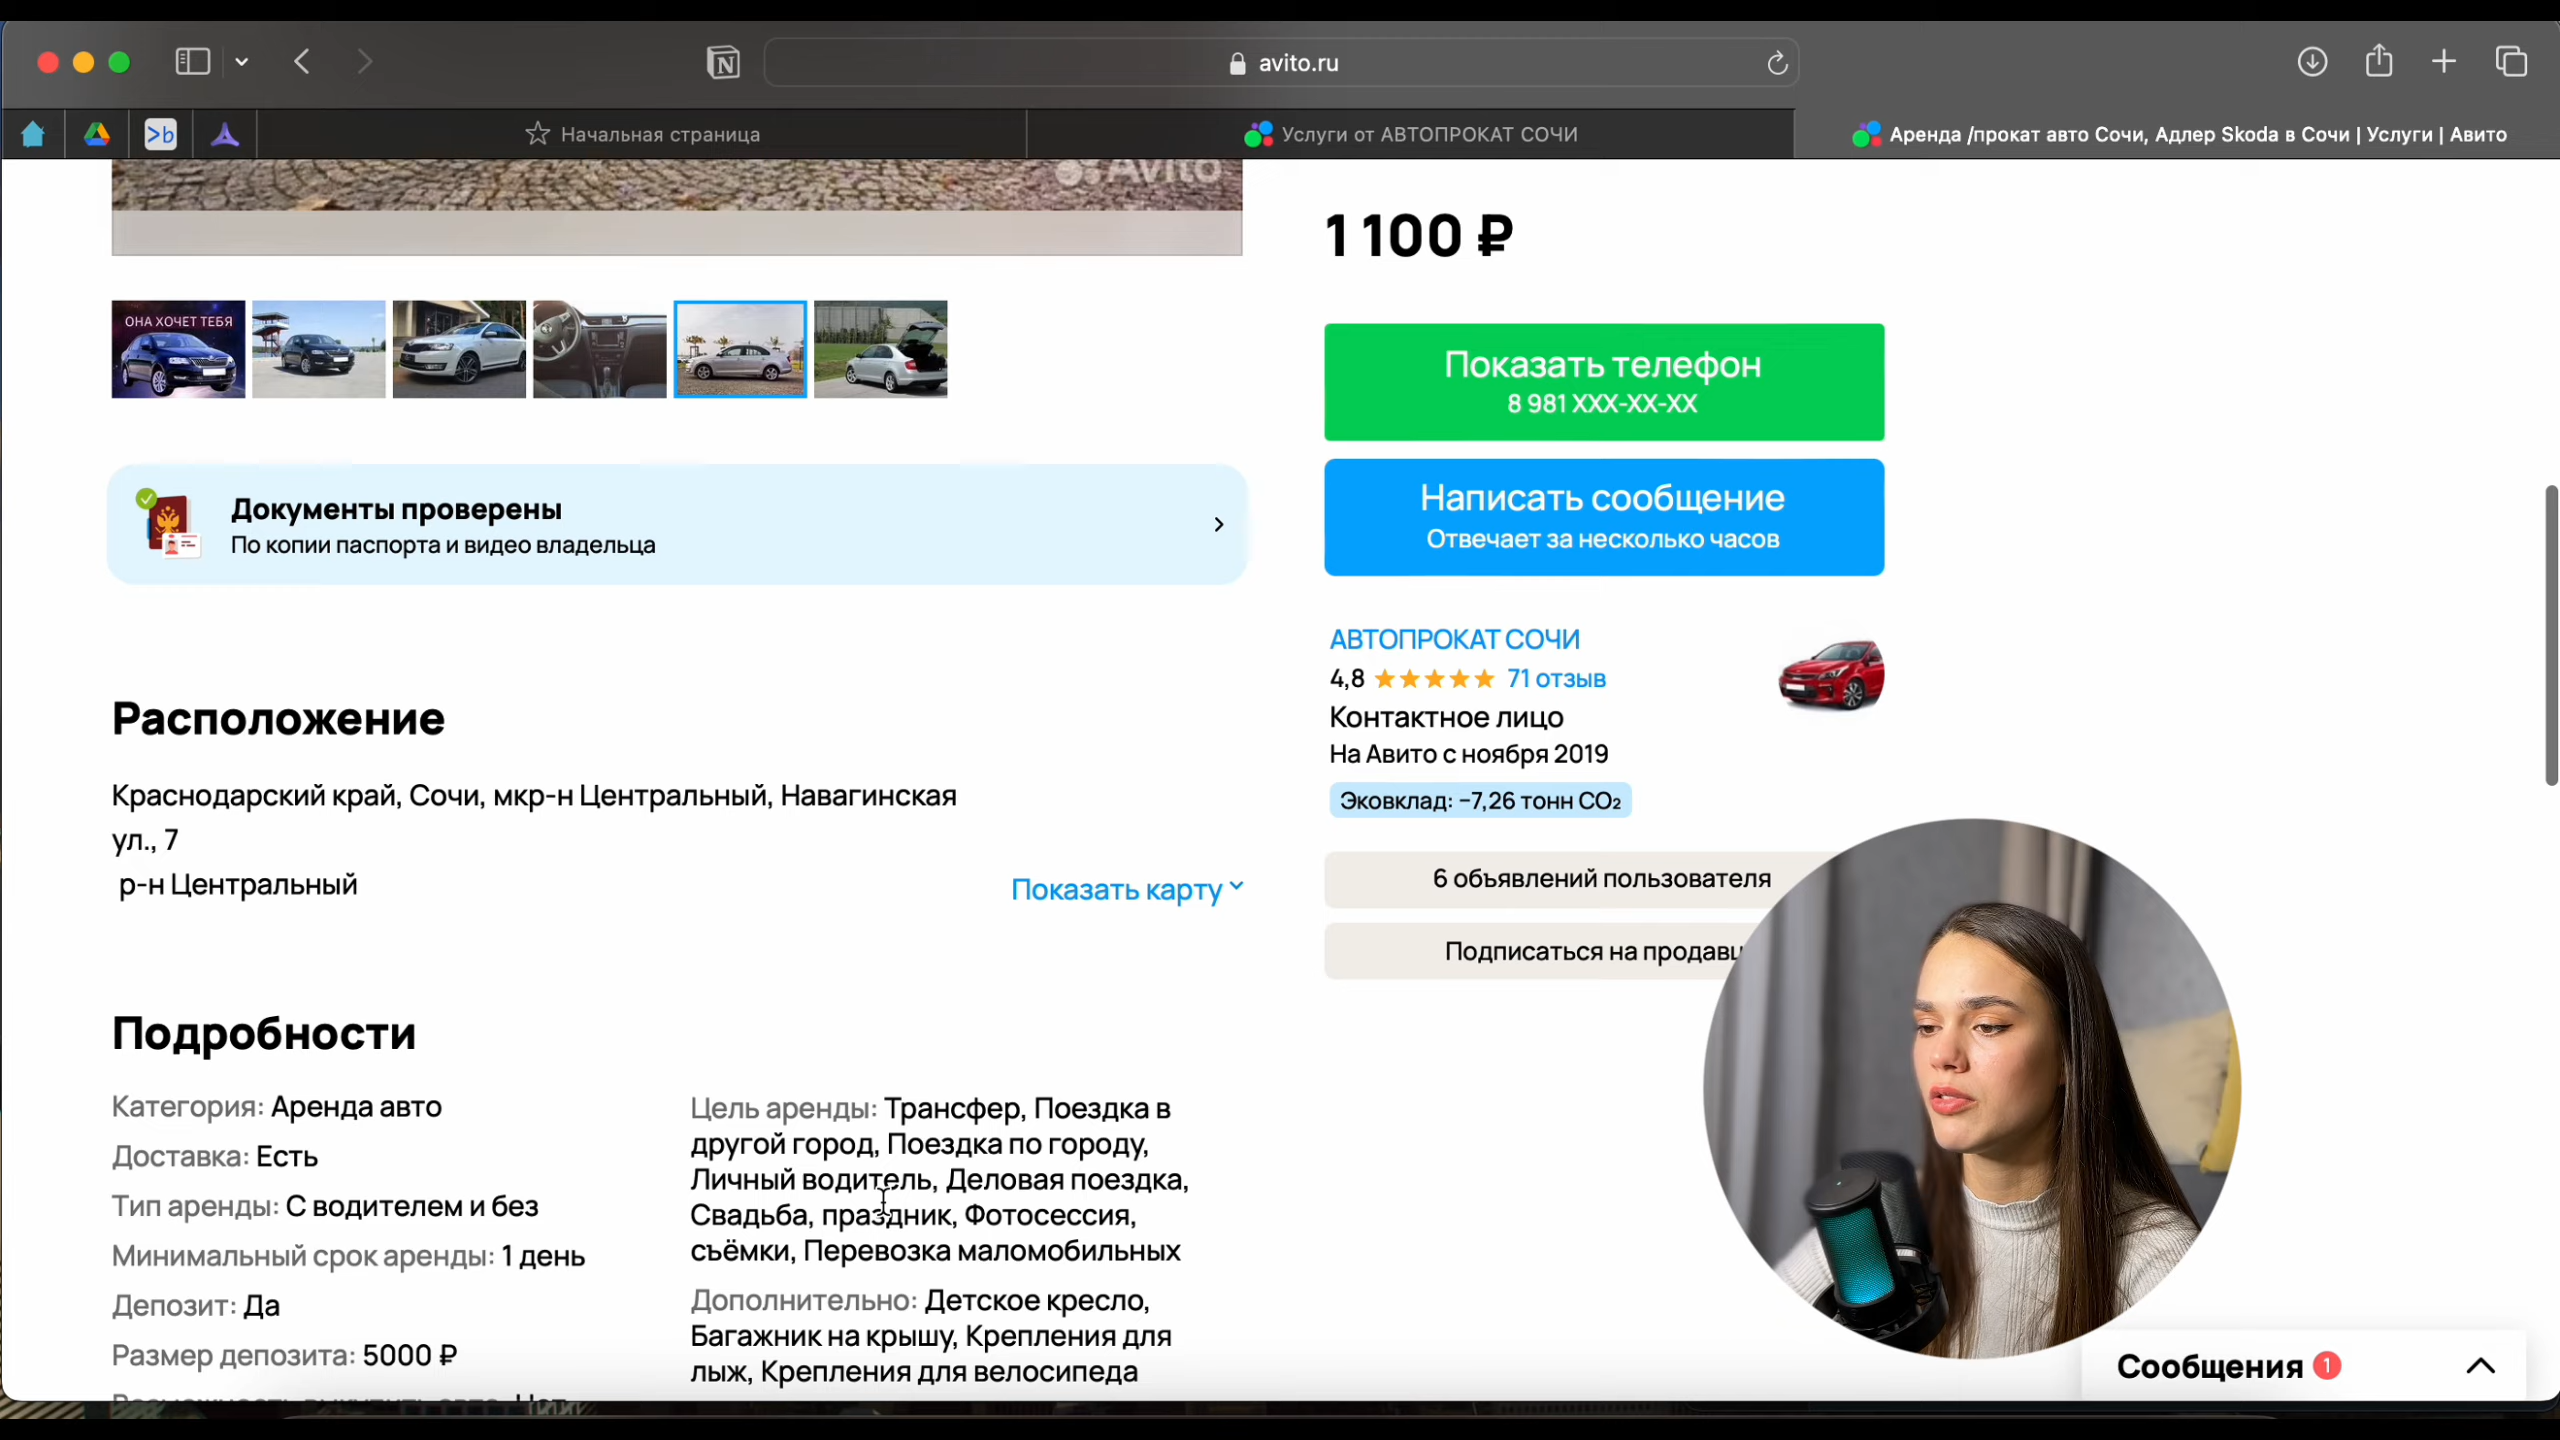 avito.ru
>b
Начальная страница
Услуги от АВТОПРОКАТ СОЧИ
Аренда /прокат авто Сочи, Адлер Skoda в Сочи | Услуги | Авито
Avito
ОНА ХОЧЕТ ТЕБЯ
Документы проверены
По копии паспорта и видео владельца
Расположение
Краснодарский край, Сочи, мкр-н Центральный, Навагинская
ул., 7
р-н Центральный
Показать карту
Подробности
Категория: Аренда авто
Доставка: Есть
Тип аренды: С водителем и без
Минимальный срок аренды: 1 день
Депозит: Да
Размер депозита: 5000 ₽
Цель аренды: Трансфер, Поездка в
другой город, Поездка по городу,
Личный водитель, Деловая поездка,
Свадьба, праздник, Фотосессия,
съёмки, Перевозка маломобильных
Дополнительно: Детское кресло,
Багажник на крышу, Крепления для
лыж, Крепления для велосипеда
1 100 ₽
Показать телефон
8 981 XXX-XX-XX
Написать сообщение
Отвечает за несколько часов
АВТОПРОКАТ СОЧИ
4,8 71 отзыв
Контактное лицо
На Авито с ноября 2019
Эковклад: −7,26 тонн CO₂
6 объявлений пользователя
Подписаться на продавц
Сообщения 1